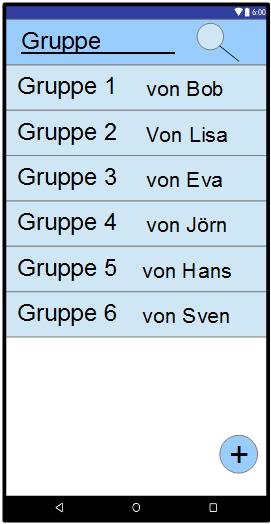 6:00
Gruppe
Gruppe 1 von Bob
Gruppe 2 Von Lisa
Gruppe 3 von Eva
Gruppe 4 von Jörn
Gruppe 5 von Hans
Gruppe 6 von Sven
+